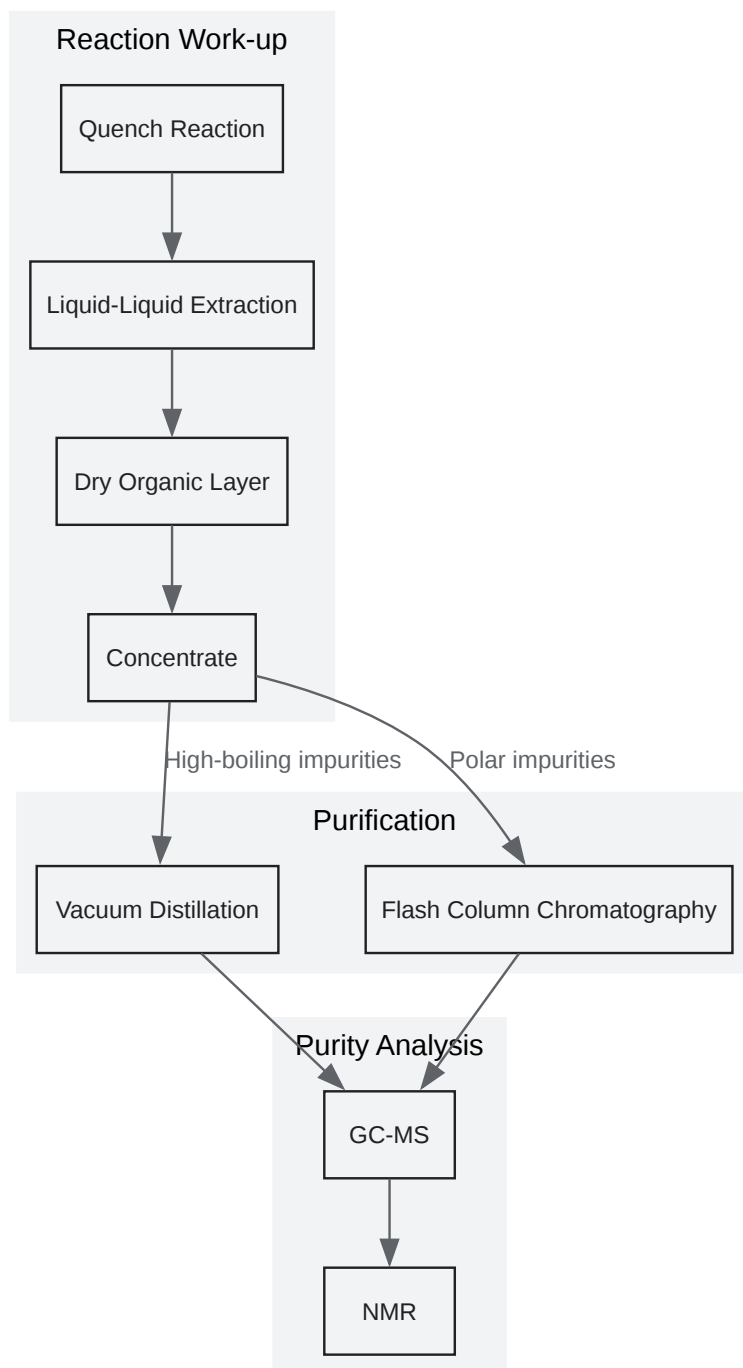 Reaction Work-up
Quench Reaction
Liquid-Liquid Extraction
Dry Organic Layer
Concentrate
High-boiling impurities
Polar impurities
Purification
Vacuum Distillation
Flash Column Chromatography
Purity Analysis
GC-MS
NMR